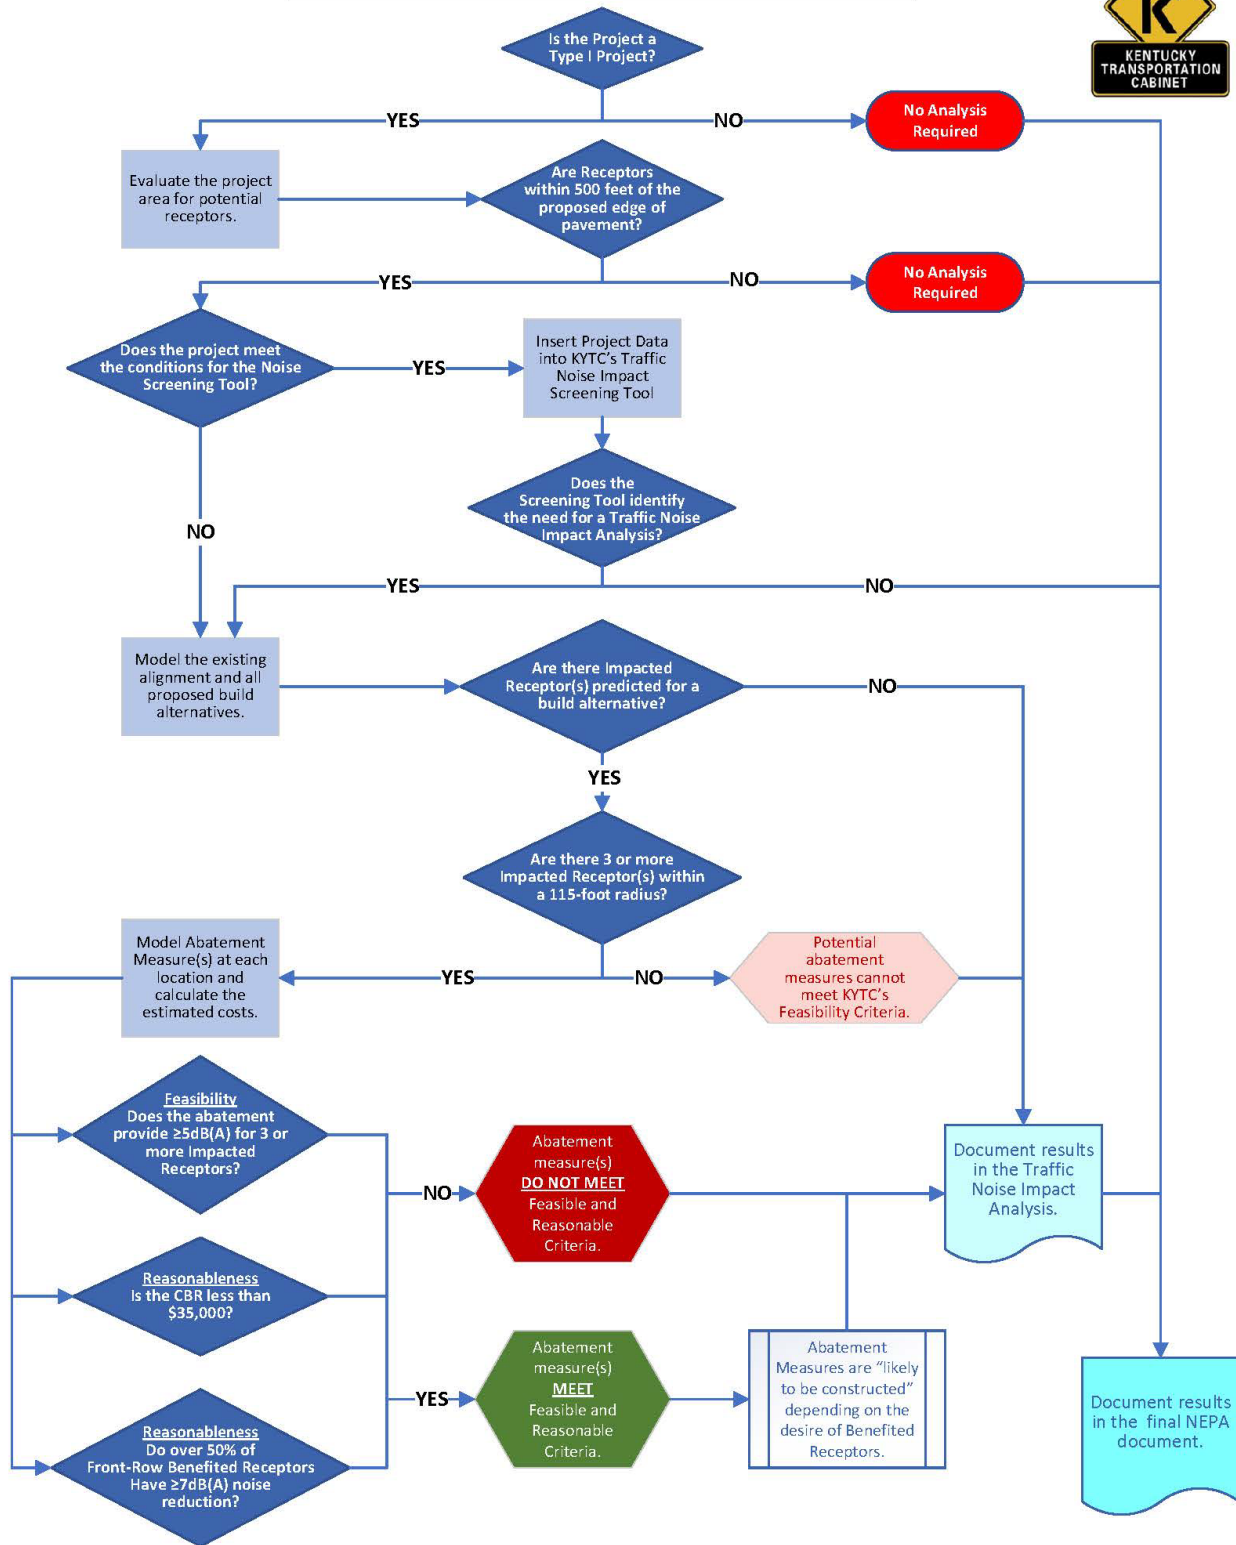 Is the Project a
Type I Project?
K
KENTUCKY
TRANSPORTATION
CABINET
YES
NO
No Analysis
Required
Evaluate the project
area for potential
receptors.
Are Receptors
within 500 feet of the
proposed edge of
pavement?
YES
NO
No Analysis
Required
Does the project meet
the conditions for the Noise
Screening Tool?
YES
Insert Project Data
into KYTC's Traffic
Noise Impact
Screening Tool
NO
Does the
Screening Tool identify
the need for a Traffic Noise
Impact Analysis?
YES
NO
Model the existing
alignment and all
proposed build
alternatives.
Are there Impacted
Receptor(s) predicted for a
build alternative?
NO
YES
Are there 3 or more
Impacted Receptor(s) within
a 115-foot radius?
Model Abatement
Measure(s) at each
location and
calculate the
estimated costs.
YES
NO
Potential
abatement
measures cannot
meet KYTC's
Feasibility Criteria.
Feasibility
Does the abatement
provide ≥5dB(A) for 3 or
more Impacted
Receptors?
NO
Abatement
measure(s)
DO NOT MEET
Feasible and
Reasonable
Criteria.
Document results
in the Traffic
Noise Impact
Analysis.
Reasonableness
Is the CBR less than
$35,000?
YES
Abatement
measure(s)
MEET
Feasible and
Reasonable
Criteria.
Abatement
Measures are "likely
to be constructed"
depending on the
desire of Benefited
Receptors.
Document results
in the final NEPA
document.
Reasonableness
Do over 50% of
Front-Row Benefited Receptors
Have ≥7dB(A) noise
reduction?